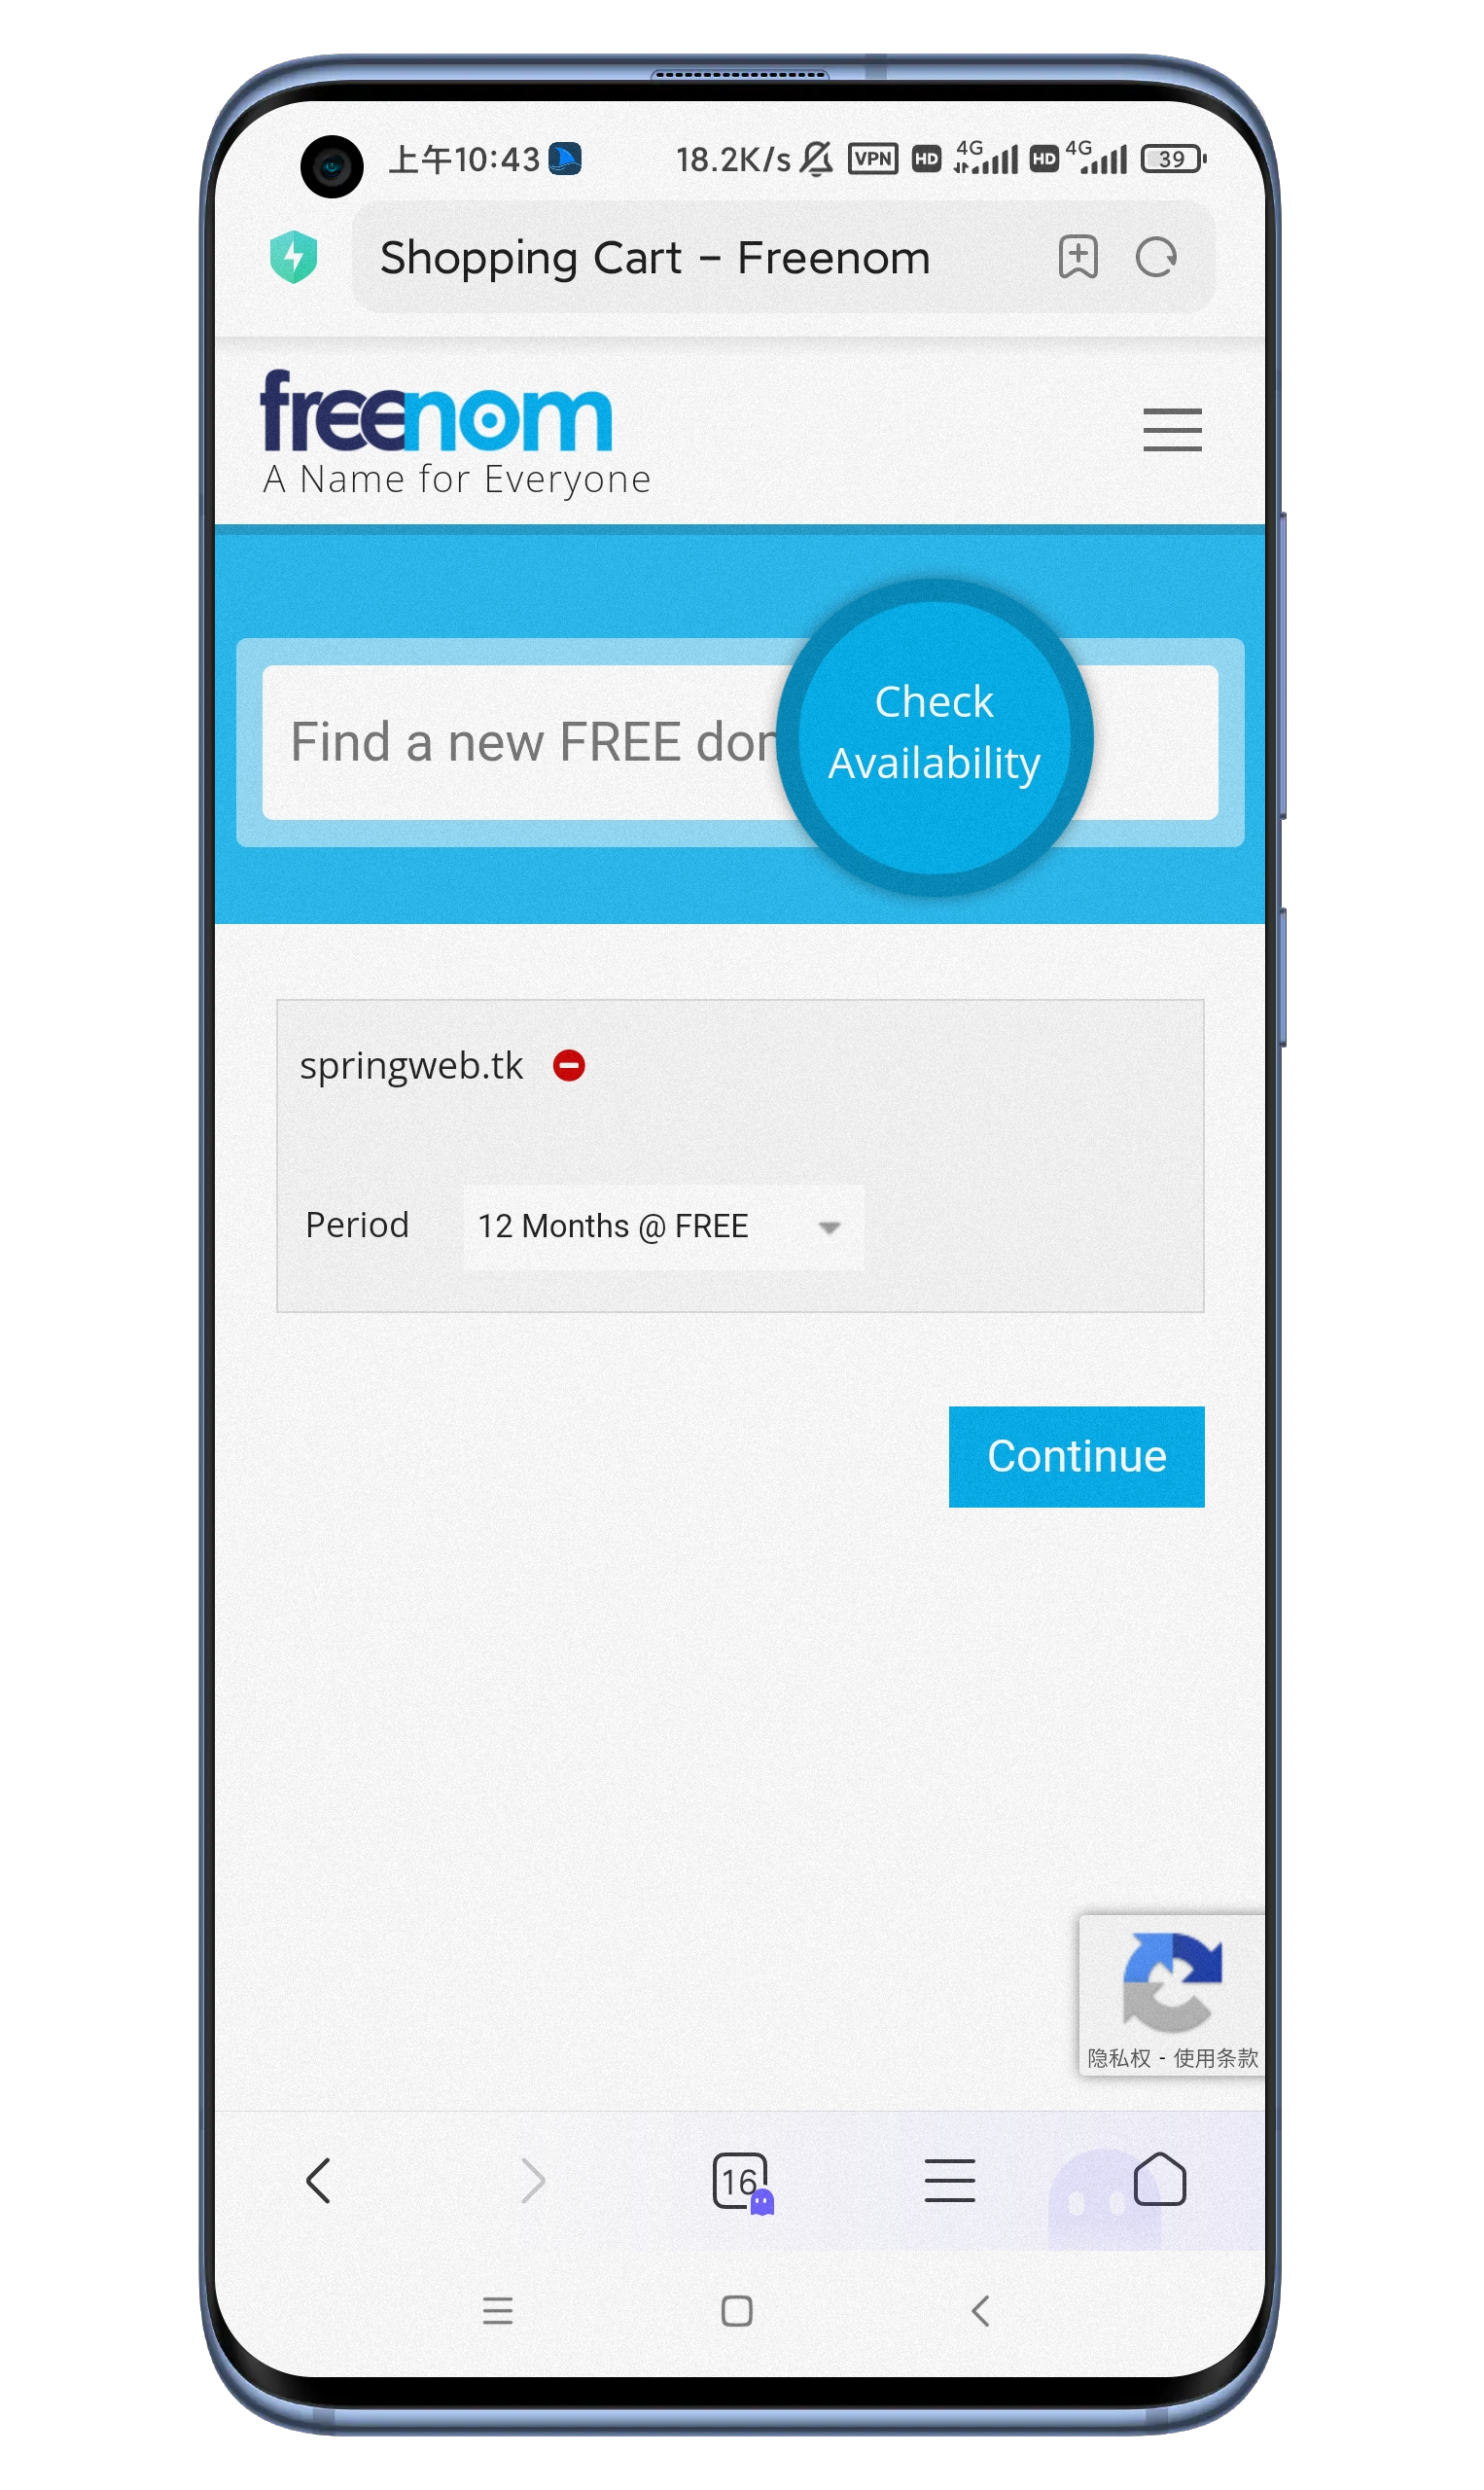 上午10:43 18.2K/s VPN HD 4G HD 4G 39
Shopping Cart – Freenom
freenom
A Name for Everyone
Find a new FREE don
Check
Availability
springweb.tk
Period 12 Months @ FREE
Continue
隐私权 - 使用条款
16